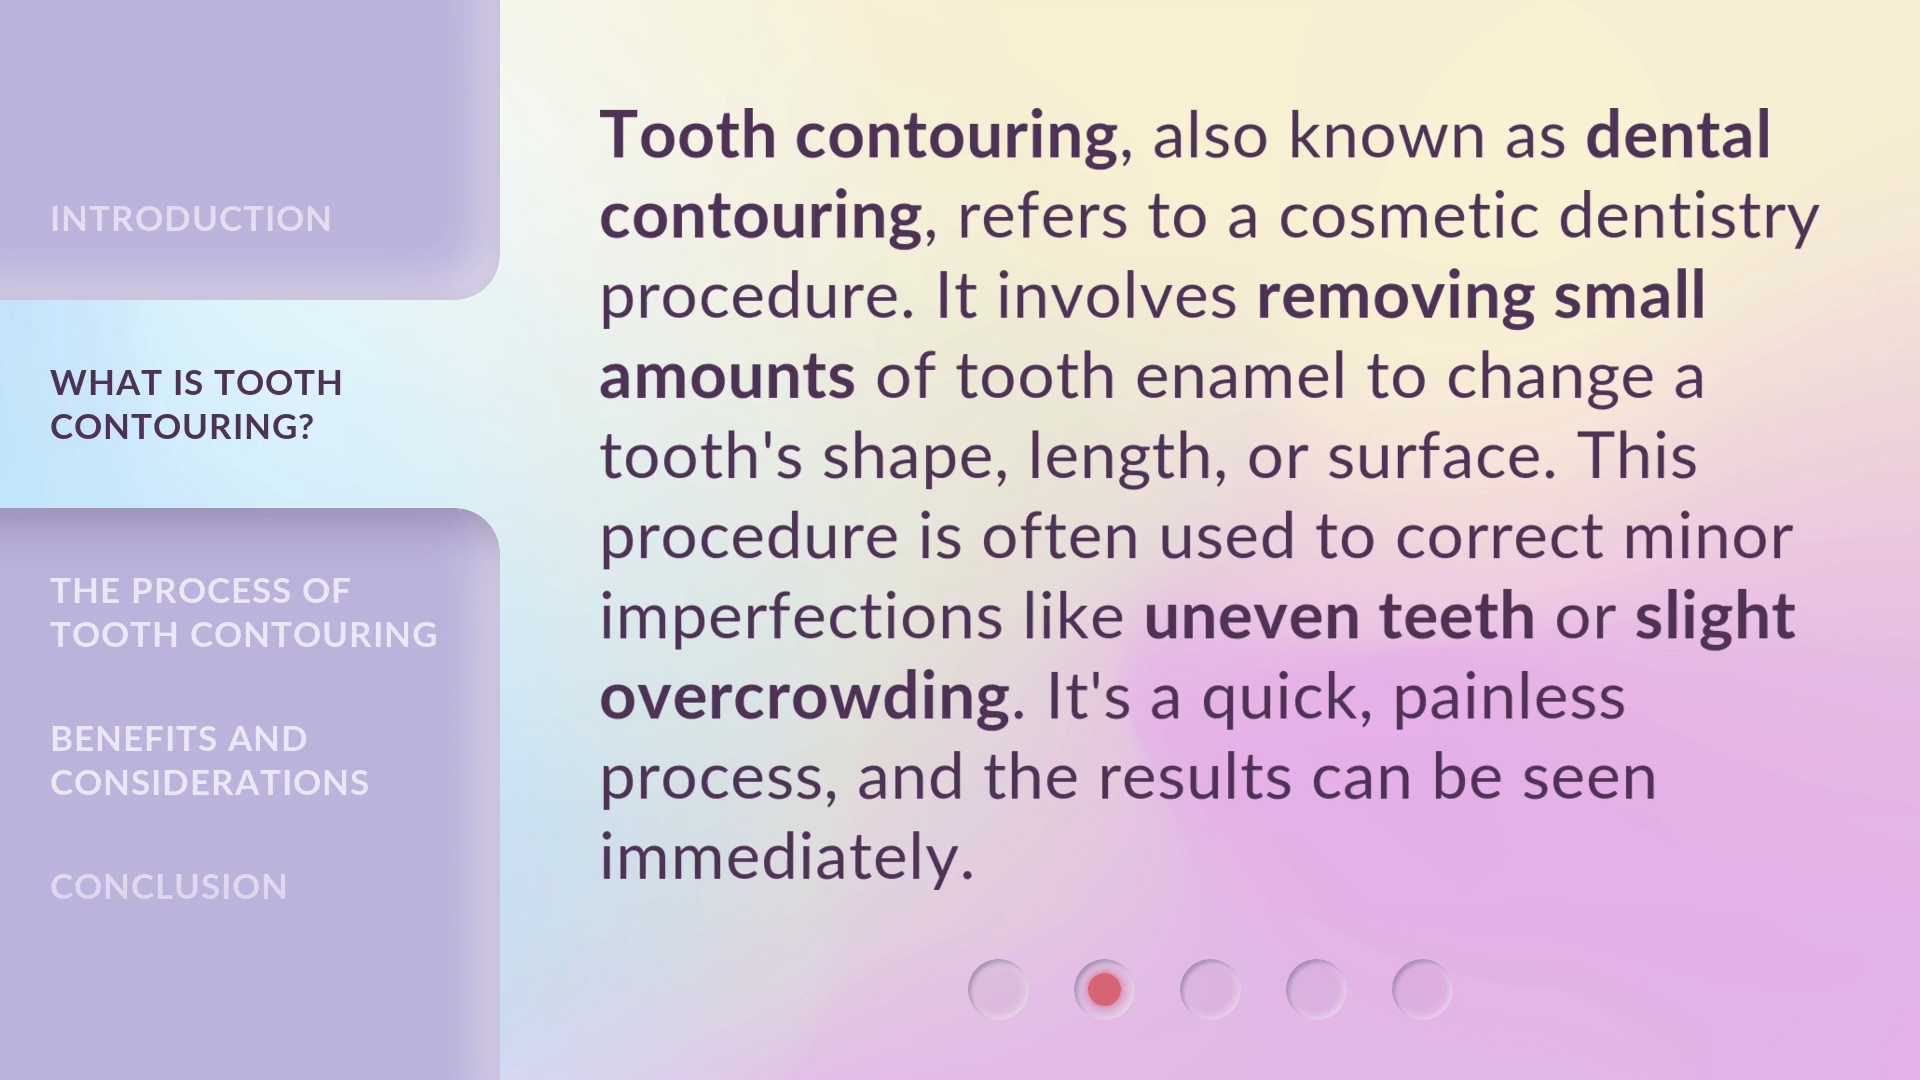 INTRODUCTION
WHAT IS TOOTH
CONTOURING?
THE PROCESS OF
TOOTH CONTOURING
BENEFITS AND
CONSIDERATIONS
CONCLUSION
Tooth contouring, also known as dental
contouring, refers to a cosmetic dentistry
procedure. It involves removing small
amounts of tooth enamel to change a
tooth's shape, length, or surface. This
procedure is often used to correct minor
imperfections like uneven teeth or slight
overcrowding. It's a quick, painless
process, and the results can be seen
immediately.